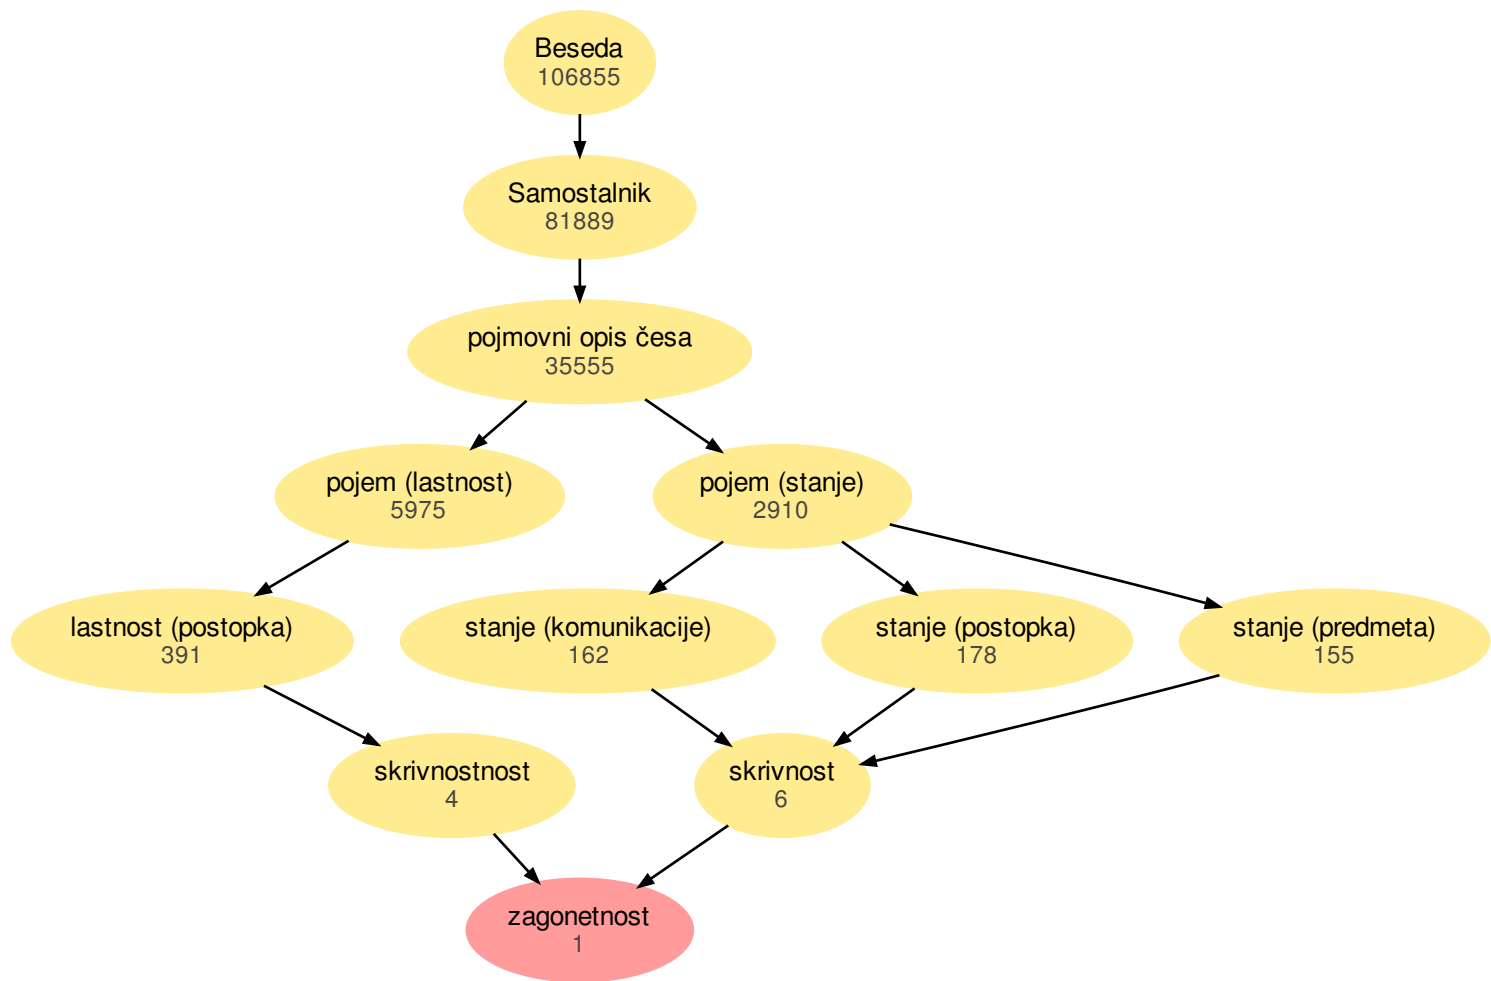 Beseda
106855
Samostalnik
81889
pojmovni opis česa
35555
pojem (lastnost)
5975
pojem (stanje)
2910
lastnost (postopka)
391
stanje (komunikacije)
162
stanje (postopka)
178
stanje (predmeta)
155
skrivnostnost
4
skrivnost
6
zagonetnost
1